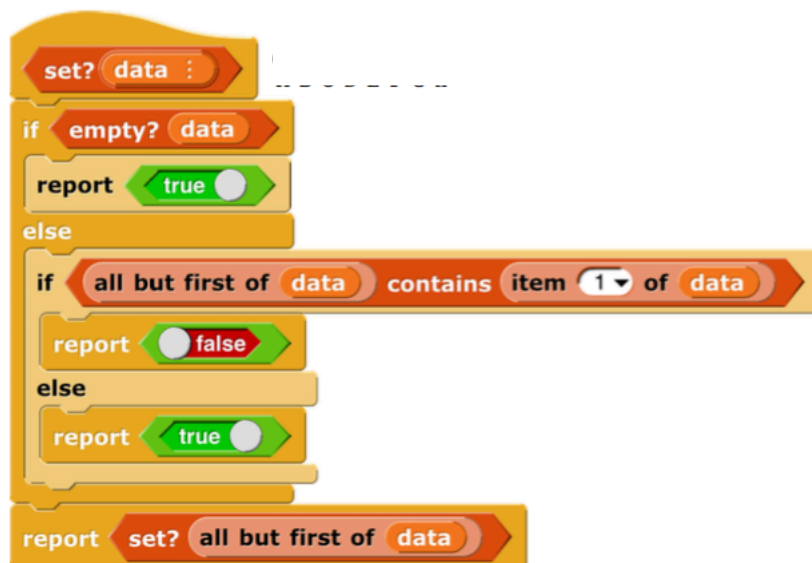 set? data ⋮
if empty? data
report true
else
if all but first of data contains item 1 of data
report false
else
report true
report set? all but first of data